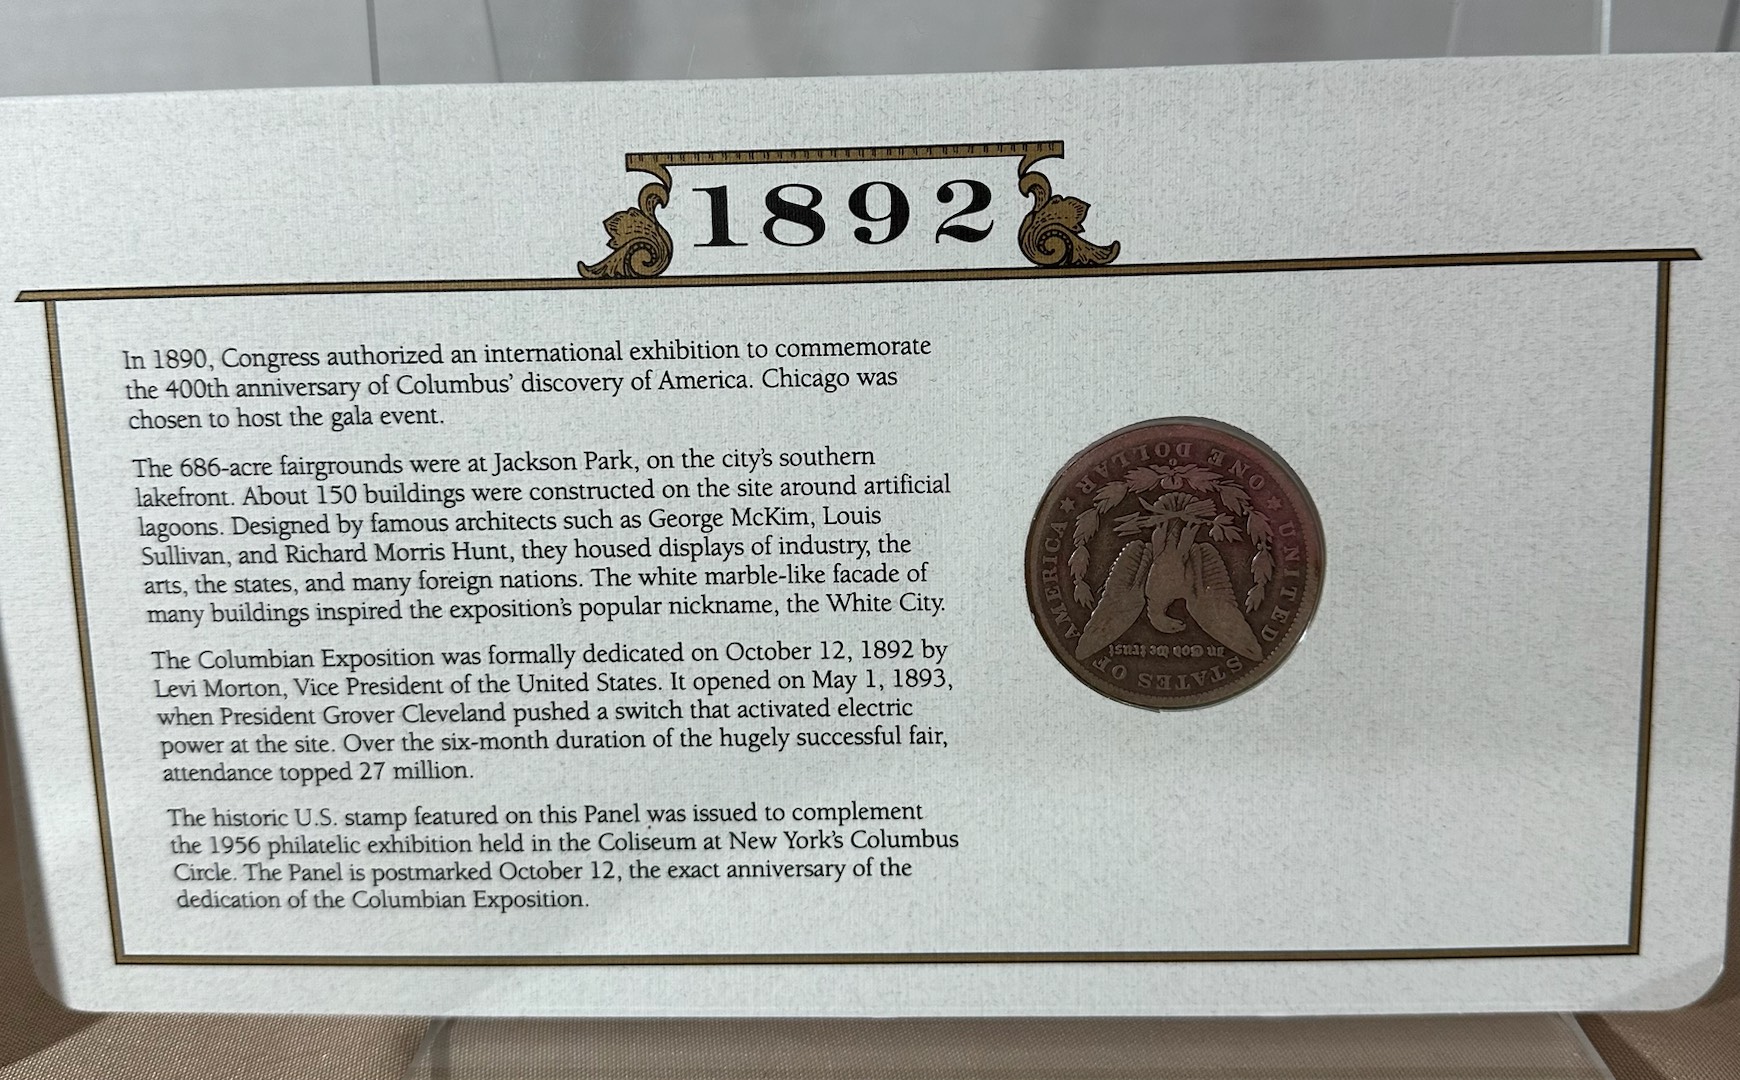 1892
In 1890, Congress authorized an international exhibition to commemorate
the 400th anniversary of Columbus' discovery of America. Chicago was
chosen to host the gala event.
The 686-acre fairgrounds were at Jackson Park, on the city's southern
lakefront. About 150 buildings were constructed on the site around artificial
lagoons. Designed by famous architects such as George McKim, Louis
Sullivan, and Richard Morris Hunt, they housed displays of industry, the
arts, the states, and many foreign nations. The white marble-like facade of
many buildings inspired the exposition's popular nickname, the White City.
The Columbian Exposition was formally dedicated on October 12, 1892 by
Levi Morton, Vice President of the United States. It opened on May 1, 1893,
when President Grover Cleveland pushed a switch that activated electric
power at the site. Over the six-month duration of the hugely successful fair,
attendance topped 27 million.
The historic U.S. stamp featured on this Panel was issued to complement
the 1956 philatelic exhibition held in the Coliseum at New York's Columbus
Circle. The Panel is postmarked October 12, the exact anniversary of the
dedication of the Columbian Exposition.
UNITED STATES OF AMERICA
In God we trust
ONE DOLLAR
O